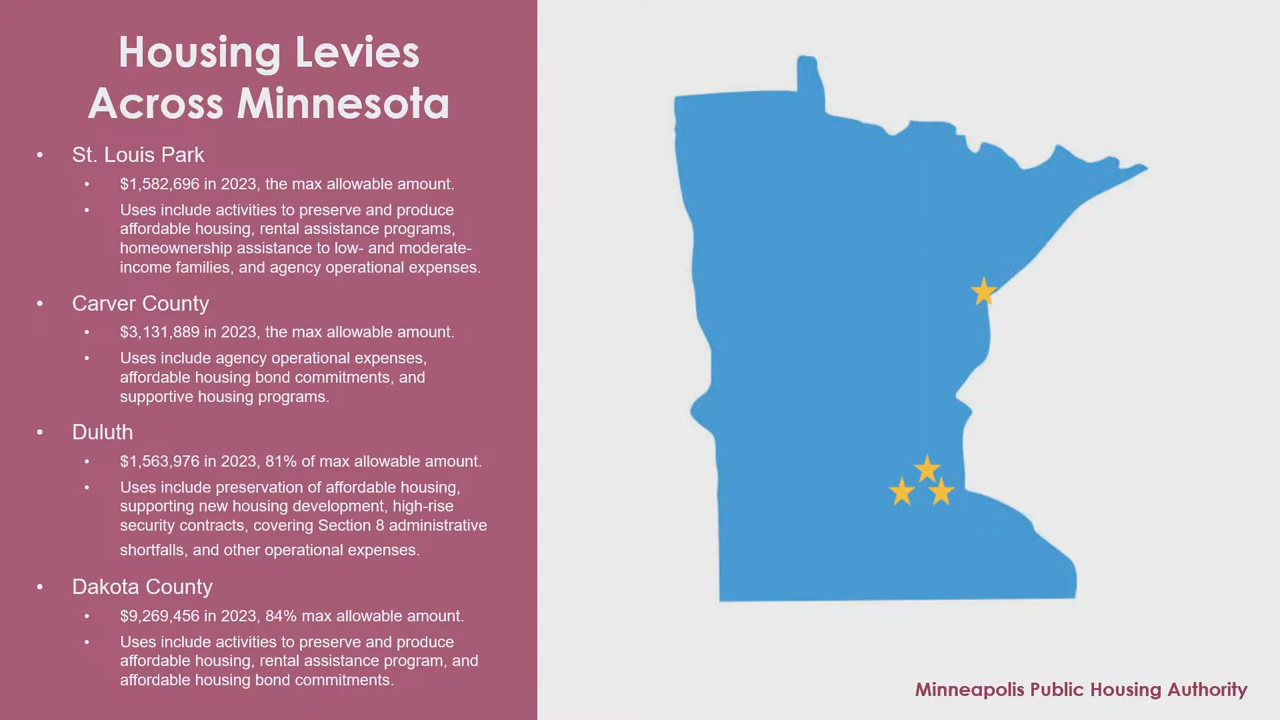 Housing Levies
Across Minnesota
• St. Louis Park
• $1,582,696 in 2023, the max allowable amount.
• Uses include activities to preserve and produce
affordable housing, rental assistance programs,
homeownership assistance to low- and moderate-
income families, and agency operational expenses.
• Carver County
• $3,131,889 in 2023, the max allowable amount.
• Uses include agency operational expenses,
affordable housing bond commitments, and
supportive housing programs.
• Duluth
• $1,563,976 in 2023, 81% of max allowable amount.
• Uses include preservation of affordable housing,
supporting new housing development, high-rise
security contracts, covering Section 8 administrative
shortfalls, and other operational expenses.
• Dakota County
• $9,269,456 in 2023, 84% max allowable amount.
• Uses include activities to preserve and produce
affordable housing, rental assistance program, and
affordable housing bond commitments.
Minneapolis Public Housing Authority